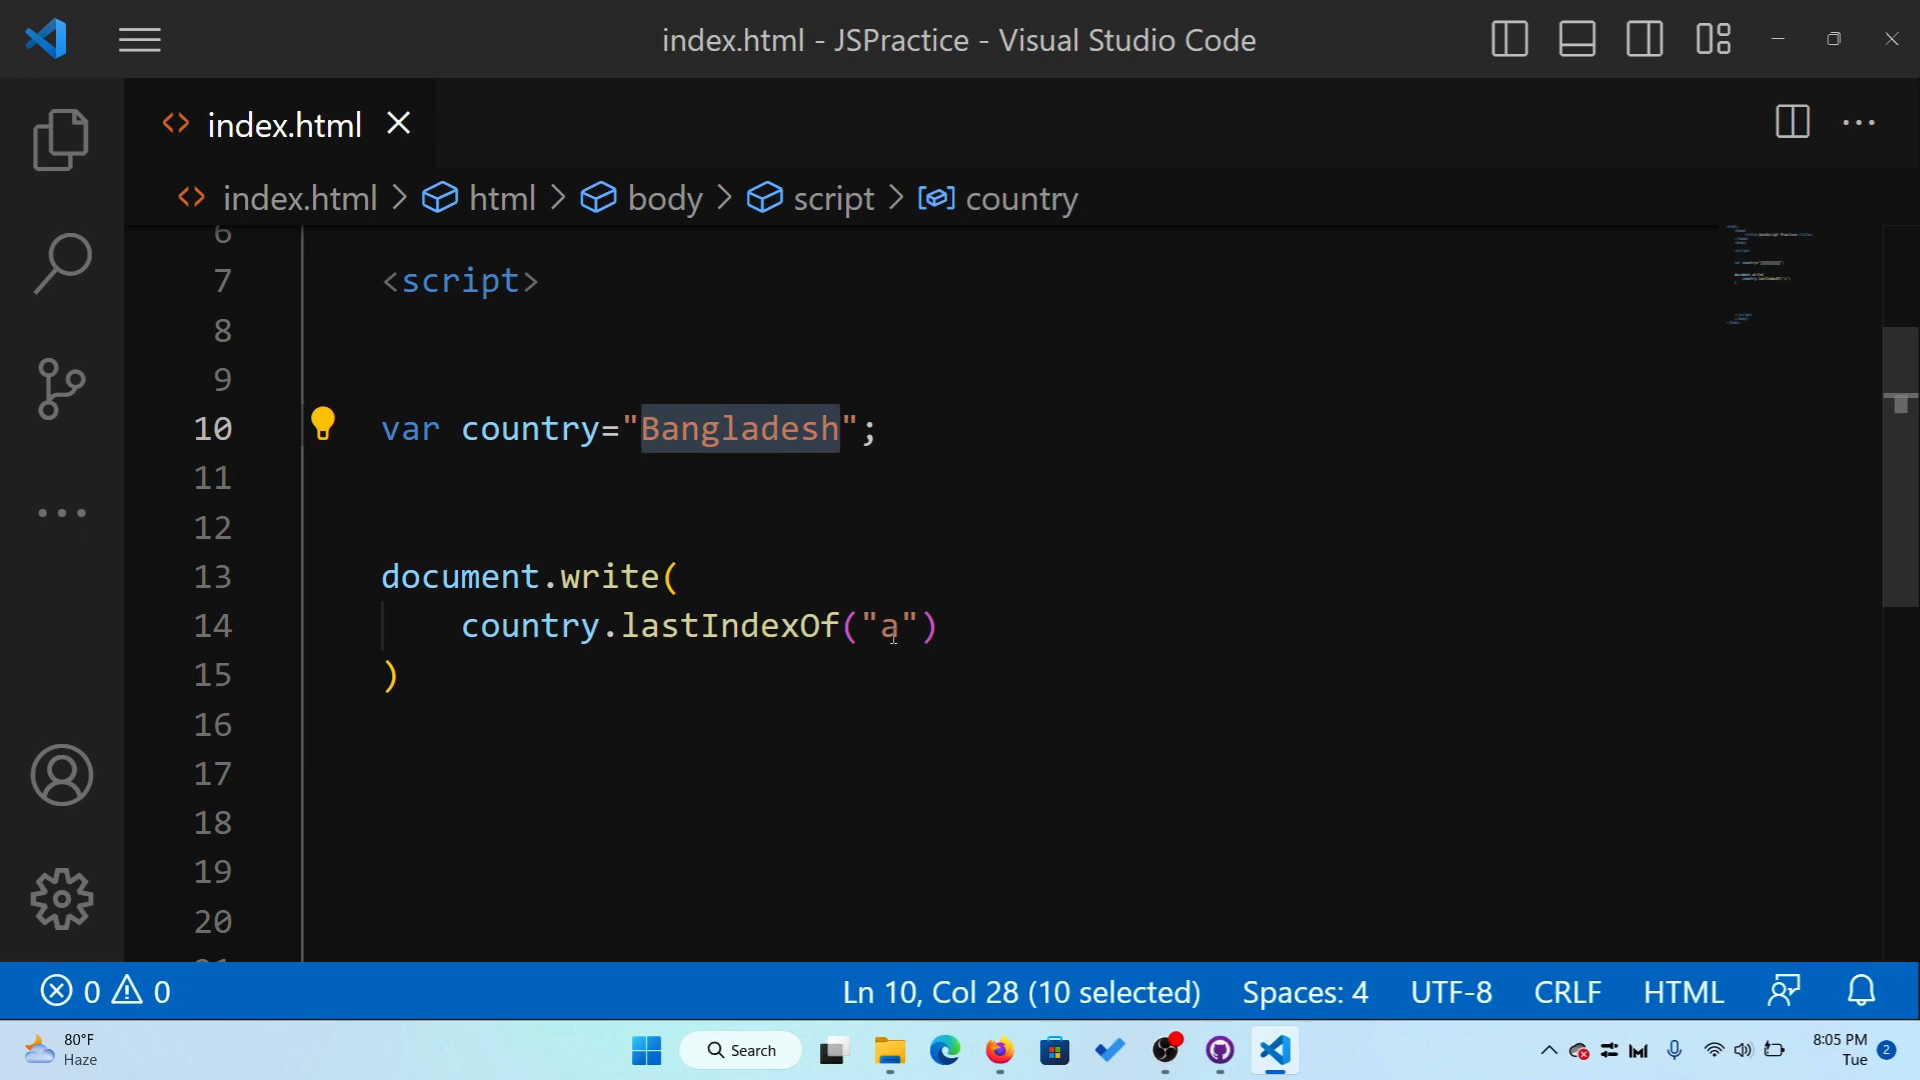 index.html - JSPractice - Visual Studio Code
index.html
index.html > html > body > script > country
6
7 <script>
8
9
10 var country="Bangladesh";
11
12
13 document.write(
14 country.lastIndexOf("a")
15 )
16
17
18
19
20
0 0 Ln 10, Col 28 (10 selected) Spaces: 4 UTF-8 CRLF HTML
80°F
Haze
Search
8:05 PM
Tue
2